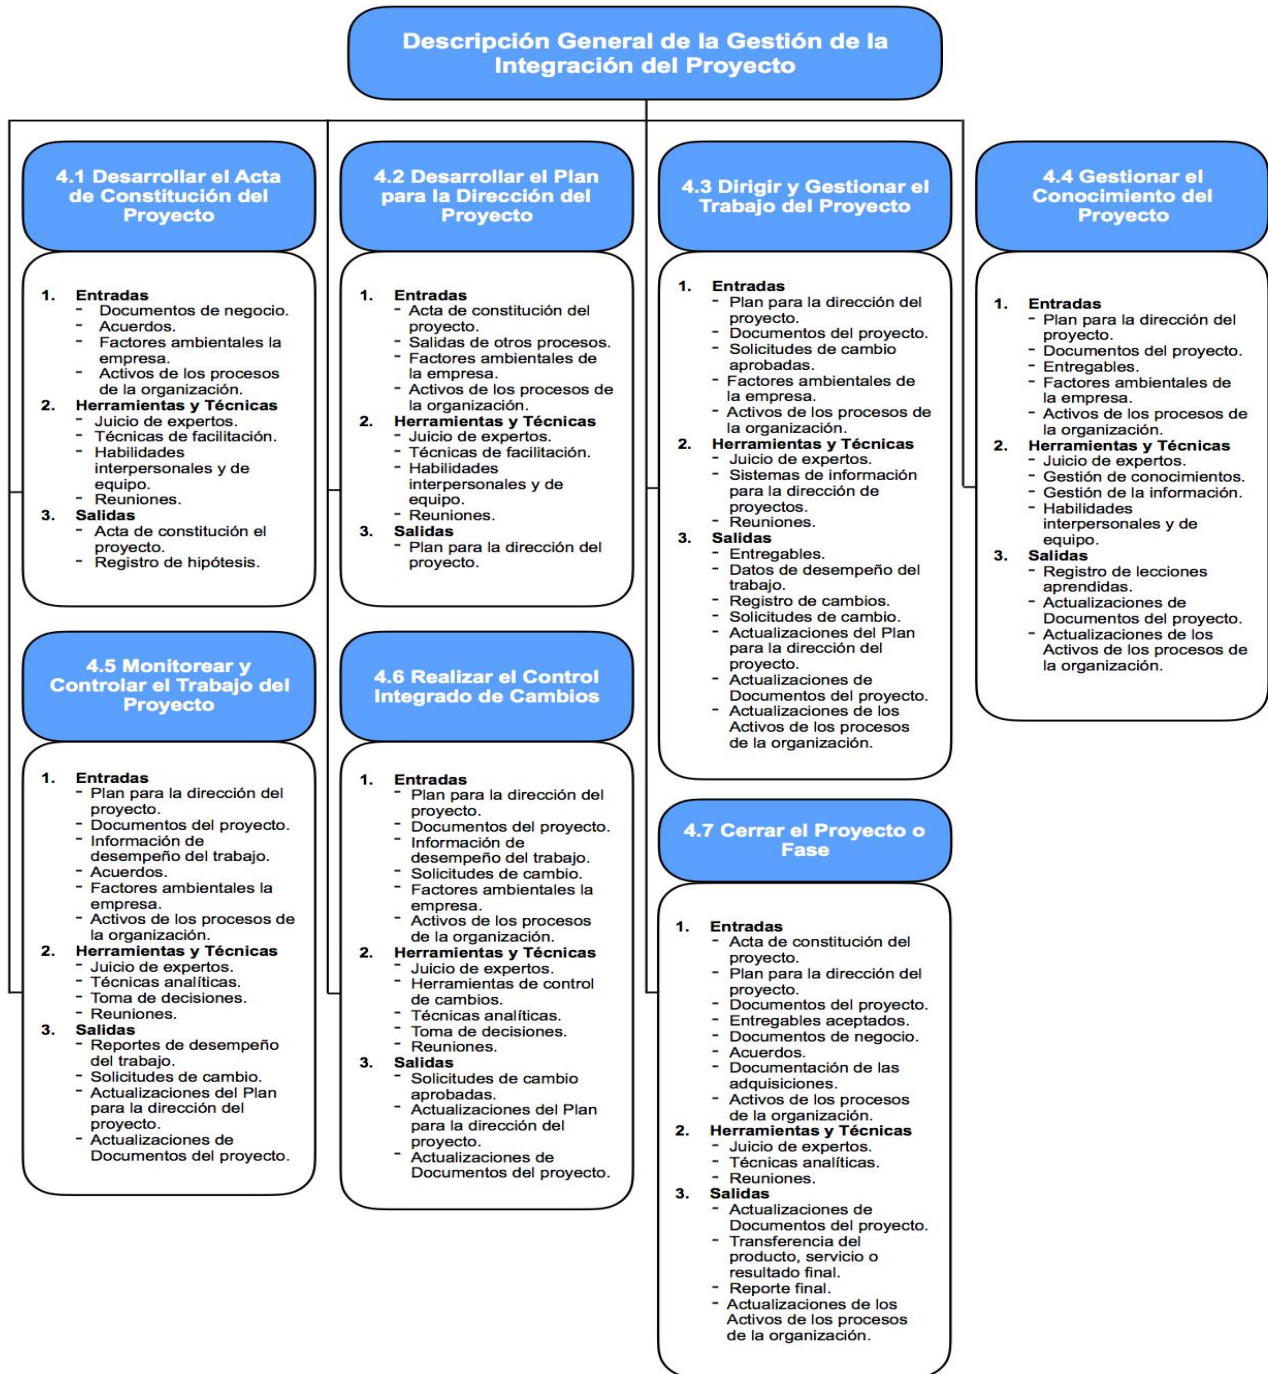 Descripción General de la Gestión de la
Integración del Proyecto
4.1 Desarrollar el Acta
de Constitución del
Proyecto
1. Entradas
- Documentos de negocio.
- Acuerdos.
- Factores ambientales la
empresa.
- Activos de los procesos
de la organización.
2. Herramientas y Técnicas
- Juicio de expertos.
- Técnicas de facilitación.
- Habilidades
interpersonales y de
equipo.
- Reuniones.
3. Salidas
- Acta de constitución el
proyecto.
- Registro de hipótesis.
4.2 Desarrollar el Plan
para la Dirección del
Proyecto
1. Entradas
- Acta de constitución del
proyecto.
- Salidas de otros procesos.
- Factores ambientales de
la empresa.
- Activos de los procesos de
la organización.
2. Herramientas y Técnicas
- Juicio de expertos.
- Técnicas de facilitación.
- Habilidades
interpersonales y de
equipo.
- Reuniones.
3. Salidas
- Plan para la dirección del
proyecto.
4.3 Dirigir y Gestionar el
Trabajo del Proyecto
1. Entradas
- Plan para la dirección del
proyecto.
- Documentos del proyecto.
- Solicitudes de cambio
aprobadas.
- Factores ambientales de
la empresa.
- Activos de los procesos de
la organización.
2. Herramientas y Técnicas
- Juicio de expertos.
- Sistemas de información
para la dirección de
proyectos.
- Reuniones.
3. Salidas
- Entregables.
- Datos de desempeño del
trabajo.
- Registro de cambios.
- Solicitudes de cambio.
- Actualizaciones del Plan
para la dirección del
proyecto.
- Actualizaciones de
Documentos del proyecto.
- Actualizaciones de los
Activos de los procesos
de la organización.
4.4 Gestionar el
Conocimiento del
Proyecto
1. Entradas
- Plan para la dirección del
proyecto.
- Documentos del proyecto.
- Entregables.
- Factores ambientales de
la empresa.
- Activos de los procesos de
la organización.
2. Herramientas y Técnicas
- Juicio de expertos.
- Gestión de conocimientos.
- Gestión de la información.
- Habilidades
interpersonales y de
equipo.
3. Salidas
- Registro de lecciones
aprendidas.
- Actualizaciones de
Documentos del proyecto.
- Actualizaciones de los
Activos de los procesos de
la organización.
4.5 Monitorear y
Controlar el Trabajo del
Proyecto
1. Entradas
- Plan para la dirección del
proyecto.
- Documentos del proyecto.
- Información de
desempeño del trabajo.
- Acuerdos.
- Factores ambientales la
empresa.
- Activos de los procesos de
la organización.
2. Herramientas y Técnicas
- Juicio de expertos.
- Técnicas analíticas.
- Toma de decisiones.
- Reuniones.
3. Salidas
- Reportes de desempeño
del trabajo.
- Solicitudes de cambio.
- Actualizaciones del Plan
para la dirección del
proyecto.
- Actualizaciones de
Documentos del proyecto.
4.6 Realizar el Control
Integrado de Cambios
1. Entradas
- Plan para la dirección del
proyecto.
- Documentos del proyecto.
- Información de
desempeño del trabajo.
- Solicitudes de cambio.
- Factores ambientales la
empresa.
- Activos de los procesos
de la organización.
2. Herramientas y Técnicas
- Juicio de expertos.
- Herramientas de control
de cambios.
- Técnicas analíticas.
- Toma de decisiones.
- Reuniones.
3. Salidas
- Solicitudes de cambio
aprobadas.
- Actualizaciones del Plan
para la dirección del
proyecto.
- Actualizaciones de
Documentos del proyecto.
4.7 Cerrar el Proyecto o
Fase
1. Entradas
- Acta de constitución del
proyecto.
- Plan para la dirección del
proyecto.
- Documentos del proyecto.
- Entregables aceptados.
- Documentos de negocio.
- Acuerdos.
- Documentación de las
adquisiciones.
- Activos de los procesos
de la organización.
2. Herramientas y Técnicas
- Juicio de expertos.
- Técnicas analíticas.
- Reuniones.
3. Salidas
- Actualizaciones de
Documentos del proyecto.
- Transferencia del
producto, servicio o
resultado final.
- Reporte final.
- Actualizaciones de los
Activos de los procesos
de la organización.